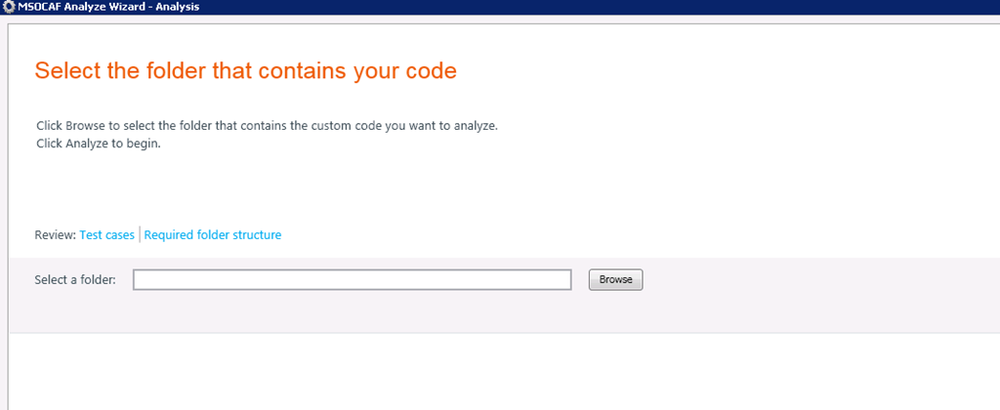 MSOCAF Analyze Wizard - Analysis
Select the folder that contains your code
Click Browse to select the folder that contains the custom code you want to analyze.
Click Analyze to begin.
Review: Test cases | Required folder structure
Select a folder: Browse